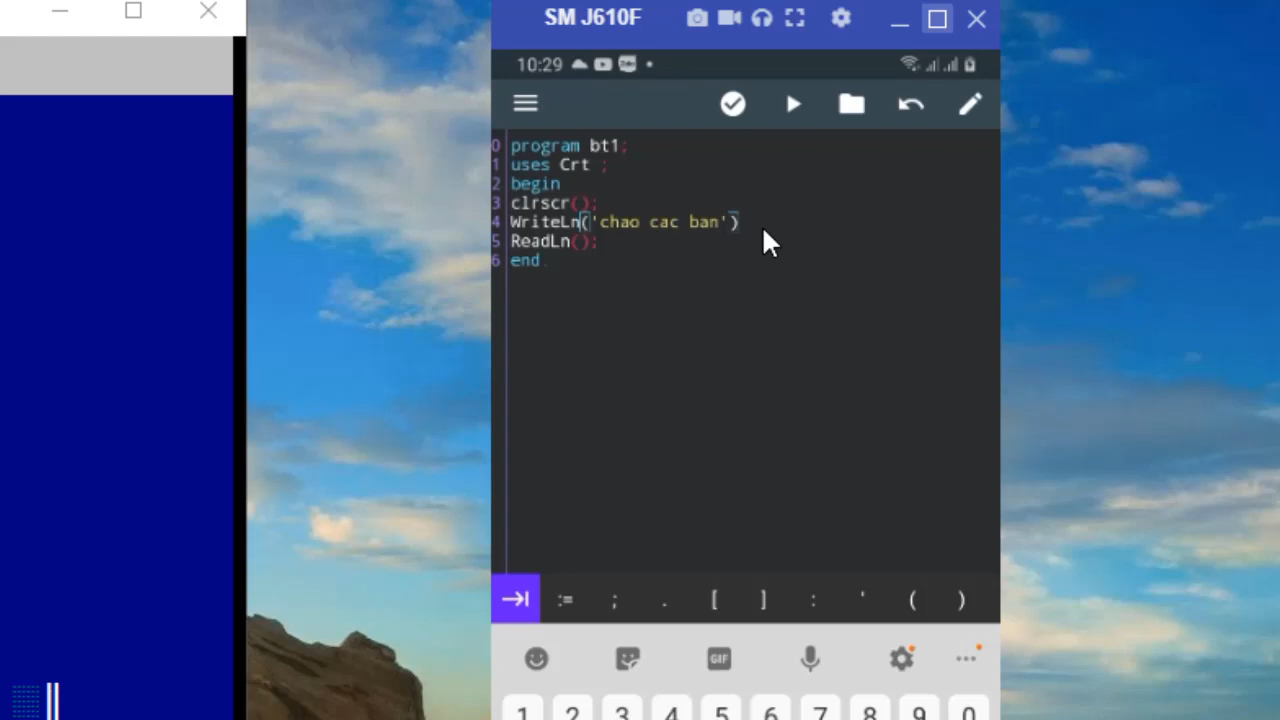 SM J610F
10:29
0 program bt1;
1 uses Crt ;
2 begin
3 clrscr();
4 WriteLn('chao cac ban')
5 ReadLn();
6 end.
:= ; . [ ] : ' ( )
GIF
1 2 3 4 5 6 7 8 9 0